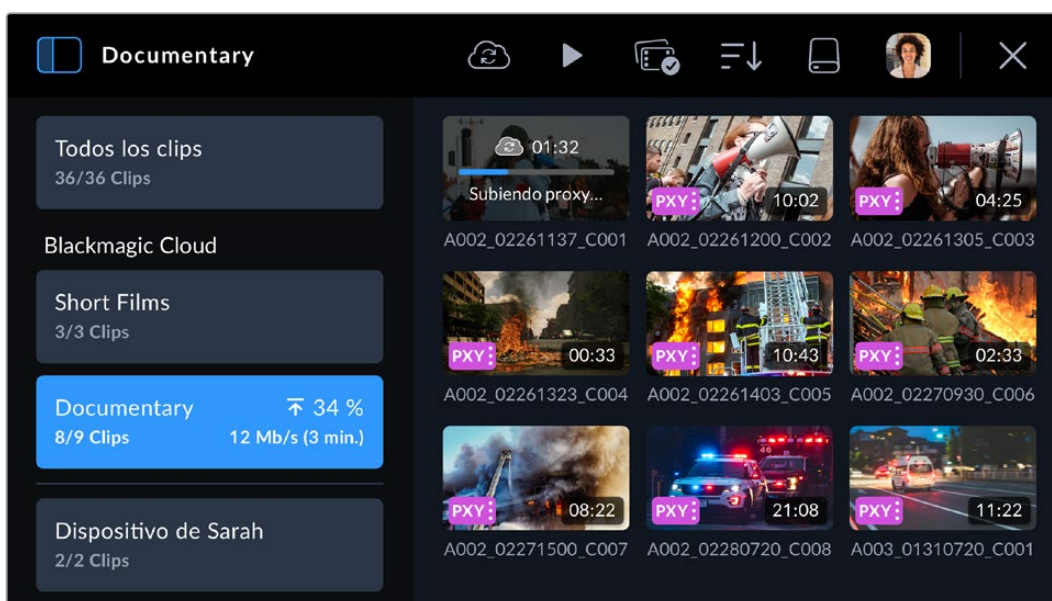 Documentary
Todos los clips
36/36 Clips
Blackmagic Cloud
Short Films
3/3 Clips
Documentary 34 %
8/9 Clips 12 Mb/s (3 min.)
Dispositivo de Sarah
2/2 Clips
01:32
Subiendo proxy...
A002_02261137_C001
PXY 10:02
A002_02261200_C002
PXY 04:25
A002_02261305_C003
PXY 00:33
A002_02261323_C004
PXY 10:43
A002_02261403_C005
PXY 02:33
A002_02270930_C006
PXY 08:22
A002_02271500_C007
46
PXY 21:08
A002_02280720_C008
PXY 11:22
A003_01310720_C001